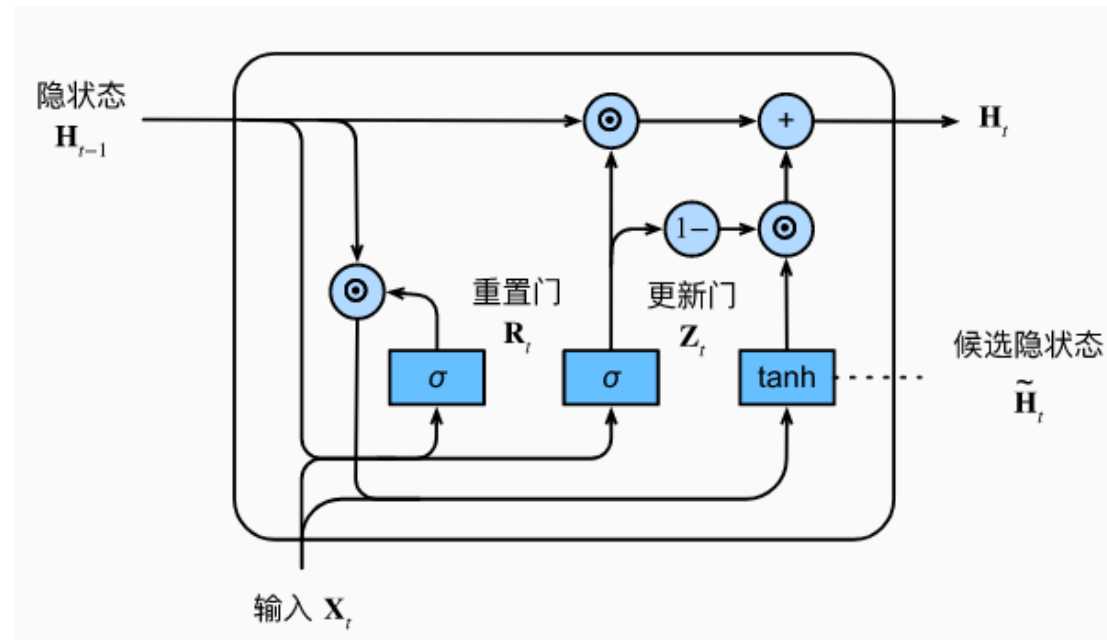 隐状态
H_{t−1}
⊙
+
H_t
1−
⊙
⊙
重置门
R_t
更新门
Z_t
σ
σ
tanh
候选隐状态
H̃_t
输入 X_t